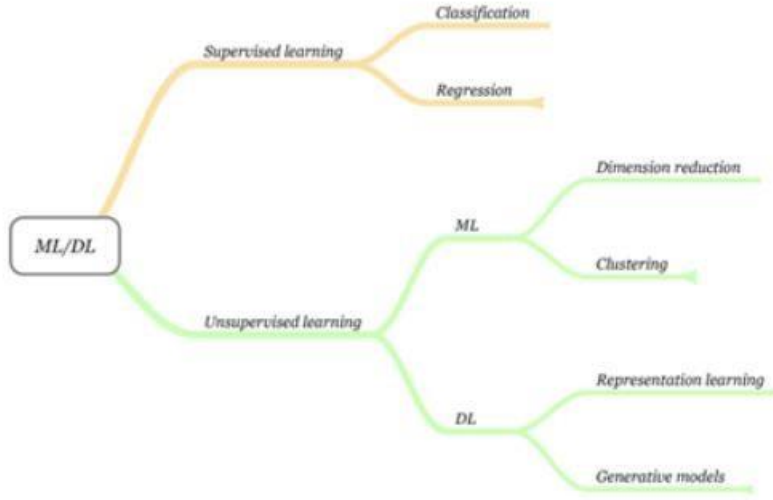 Classification
Supervised learning
Regression
Dimension reduction
ML
ML/DL
Clustering
Unsupervised learning
Representation learning
DL
Generative models